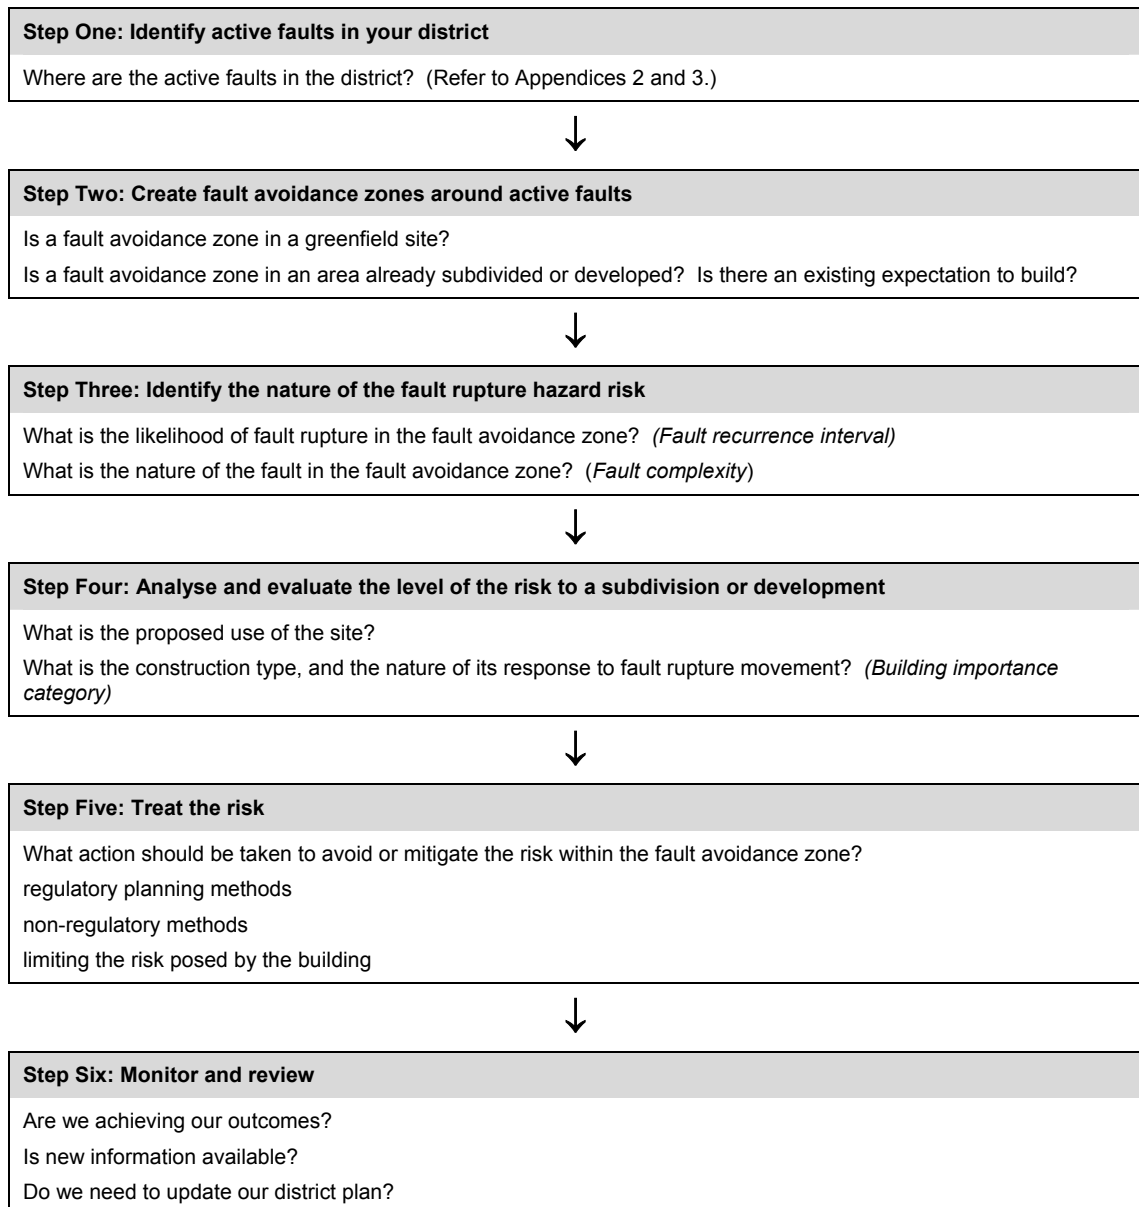 Step One: Identify active faults in your district
Where are the active faults in the district? (Refer to Appendices 2 and 3.)
↓
Step Two: Create fault avoidance zones around active faults
Is a fault avoidance zone in a greenfield site?
Is a fault avoidance zone in an area already subdivided or developed? Is there an existing expectation to build?
↓
Step Three: Identify the nature of the fault rupture hazard risk
What is the likelihood of fault rupture in the fault avoidance zone? (Fault recurrence interval)
What is the nature of the fault in the fault avoidance zone? (Fault complexity)
↓
Step Four: Analyse and evaluate the level of the risk to a subdivision or development
What is the proposed use of the site?
What is the construction type, and the nature of its response to fault rupture movement? (Building importance
category)
↓
Step Five: Treat the risk
What action should be taken to avoid or mitigate the risk within the fault avoidance zone?
regulatory planning methods
non-regulatory methods
limiting the risk posed by the building
↓
Step Six: Monitor and review
Are we achieving our outcomes?
Is new information available?
Do we need to update our district plan?